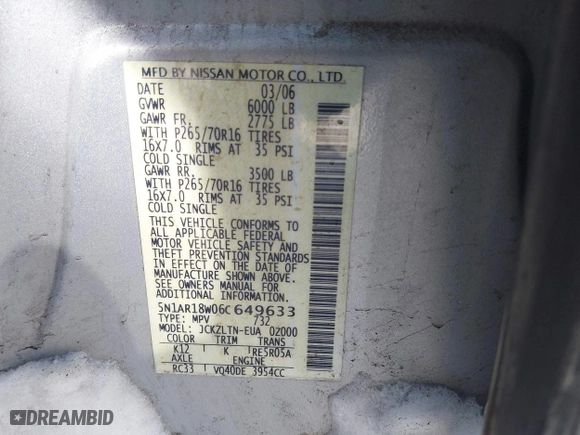 MFD BY NISSAN MOTOR CO., LTD.
DATE 03/06
GVWR 6000 LB
GAWR FR. 2775 LB
WITH P265/70R16 TIRES
16X7.0 RIMS AT 35 PSI
COLD SINGLE
GAWR RR. 3500 LB
WITH P265/70R16 TIRES
16X7.0 RIMS AT 35 PSI
COLD SINGLE
THIS VEHICLE CONFORMS TO
ALL APPLICABLE FEDERAL
MOTOR VEHICLE SAFETY AND
THEFT PREVENTION STANDARDS
IN EFFECT ON THE DATE OF
MANUFACTURE SHOWN ABOVE.
SEE OWNERS MANUAL FOR
ADDITIONAL INFORMATION.
5N1AR18W06C649633
TYPE: MPV 732
MODEL: JCKZLTN-EUA 02000
COLOR TRIM TRANS
K12 K RE5R05A
AXLE ENGINE
RC33 VQ40DE 3954CC
DREAMBID